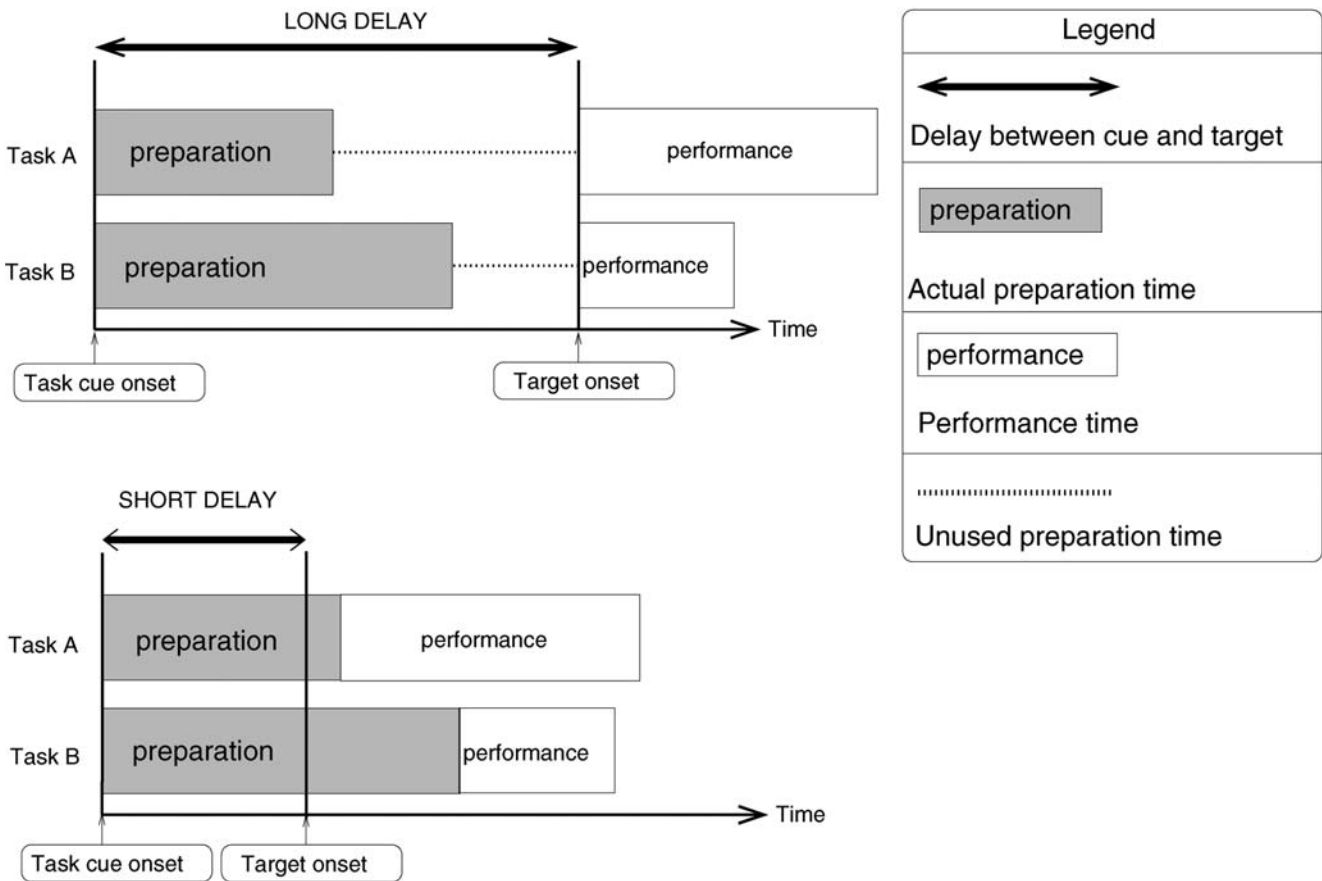 LONG DELAY
Task A
preparation
performance
Task B
preparation
performance
Time
Task cue onset
Target onset
SHORT DELAY
Task A
preparation
performance
Task B
preparation
performance
Time
Task cue onset
Target onset
Legend
Delay between cue and target
preparation
Actual preparation time
performance
Performance time
Unused preparation time